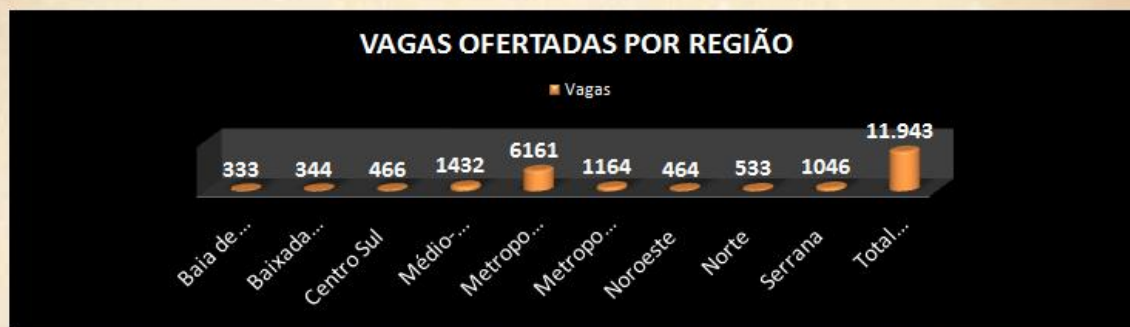 VAGAS OFERTADAS POR REGIÃO
Vagas
333
344
466
1432
6161
1164
464
533
1046
11.943
Baia de...
Baixada...
Centro Sul
Médio-...
Metropo...
Metropo...
Noroeste
Norte
Serrana
Total...